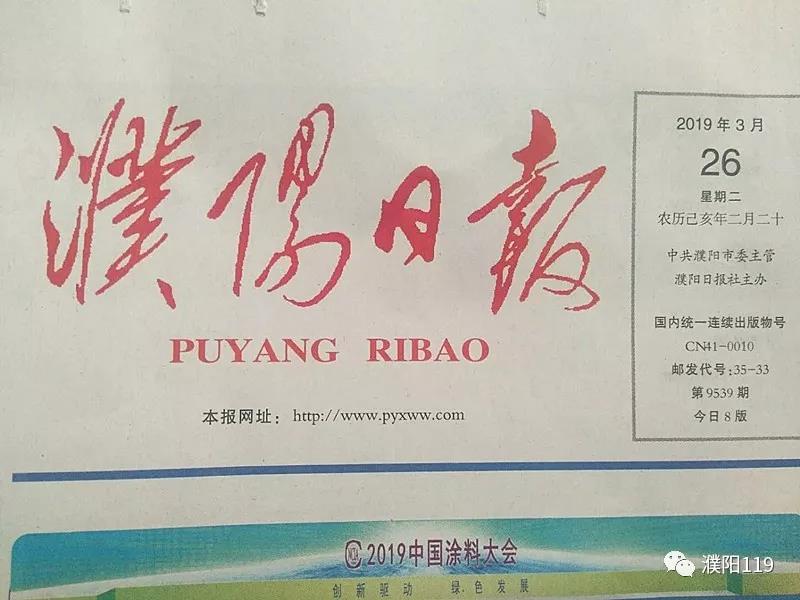 濮陽日報
PUYANG RIBAO
本报网址：http://www.pyxww.com
2019年3月
26
星期二
农历己亥年二月二十
中共濮阳市委主管
濮阳日报社主办
国内统一连续出版物号
CN41-0010
邮发代号:35-33
第9539期
今日8版
2019中国涂料大会
创新驱动 绿色发展
濮阳119